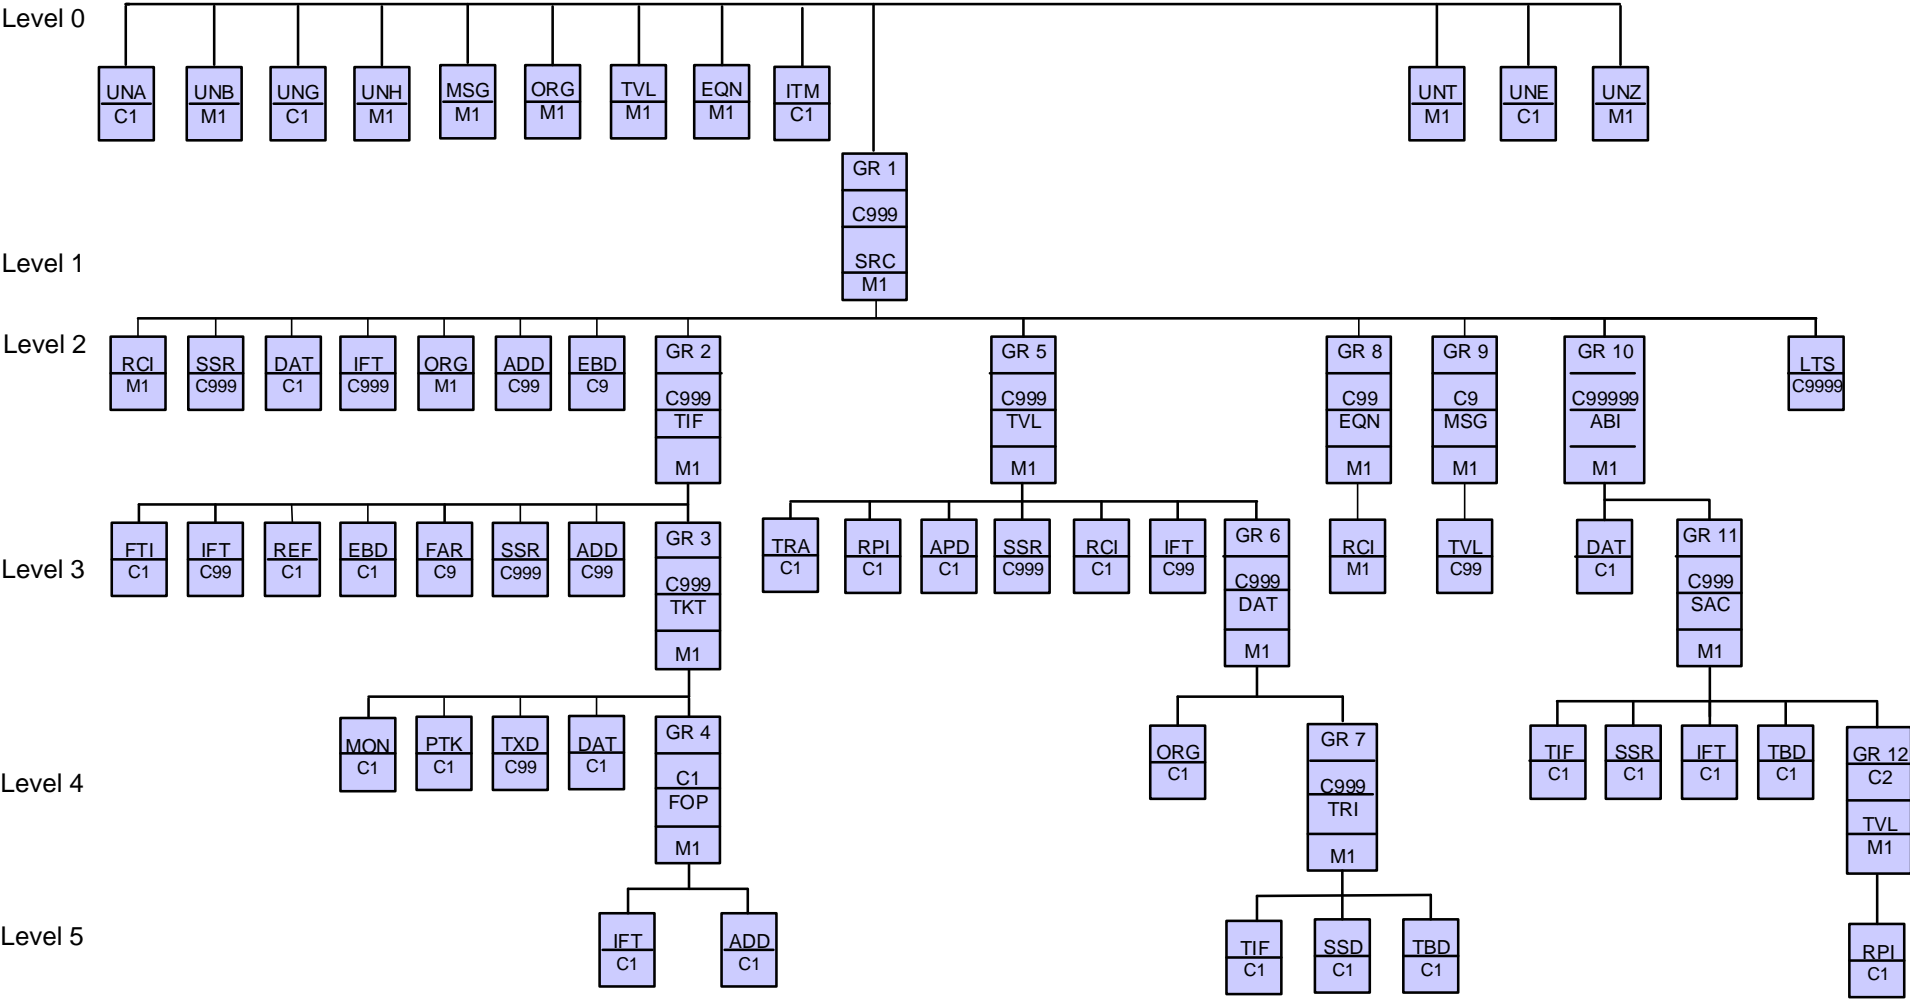 Level 0
UNA
C1
UNB
M1
UNG
C1
UNH
M1
MSG
M1
ORG
M1
TVL
M1
EQN
M1
ITM
C1
UNT
M1
UNE
C1
UNZ
M1
Level 1
GR 1
C999
SRC
M1
Level 2
RCI
M1
SSR
C999
DAT
C1
IFT
C999
ORG
M1
ADD
C99
EBD
C9
GR 2
C999
TIF
M1
GR 5
C999
TVL
M1
GR 8
C99
EQN
M1
GR 9
C9
MSG
M1
GR 10
C99999
ABI
M1
LTS
C9999
Level 3
FTI
C1
IFT
C99
REF
C1
EBD
C1
FAR
C9
SSR
C999
ADD
C99
GR 3
C999
TKT
M1
TRA
C1
RPI
C1
APD
C1
SSR
C999
RCI
C1
IFT
C99
GR 6
C999
DAT
M1
RCI
M1
TVL
C99
DAT
C1
GR 11
C999
SAC
M1
Level 4
MON
C1
PTK
C1
TXD
C99
DAT
C1
GR 4
C1
FOP
M1
ORG
C1
GR 7
C999
TRI
M1
TIF
C1
SSR
C1
IFT
C1
TBD
C1
GR 12
C2
TVL
M1
Level 5
IFT
C1
ADD
C1
TIF
C1
SSD
C1
TBD
C1
RPI
C1